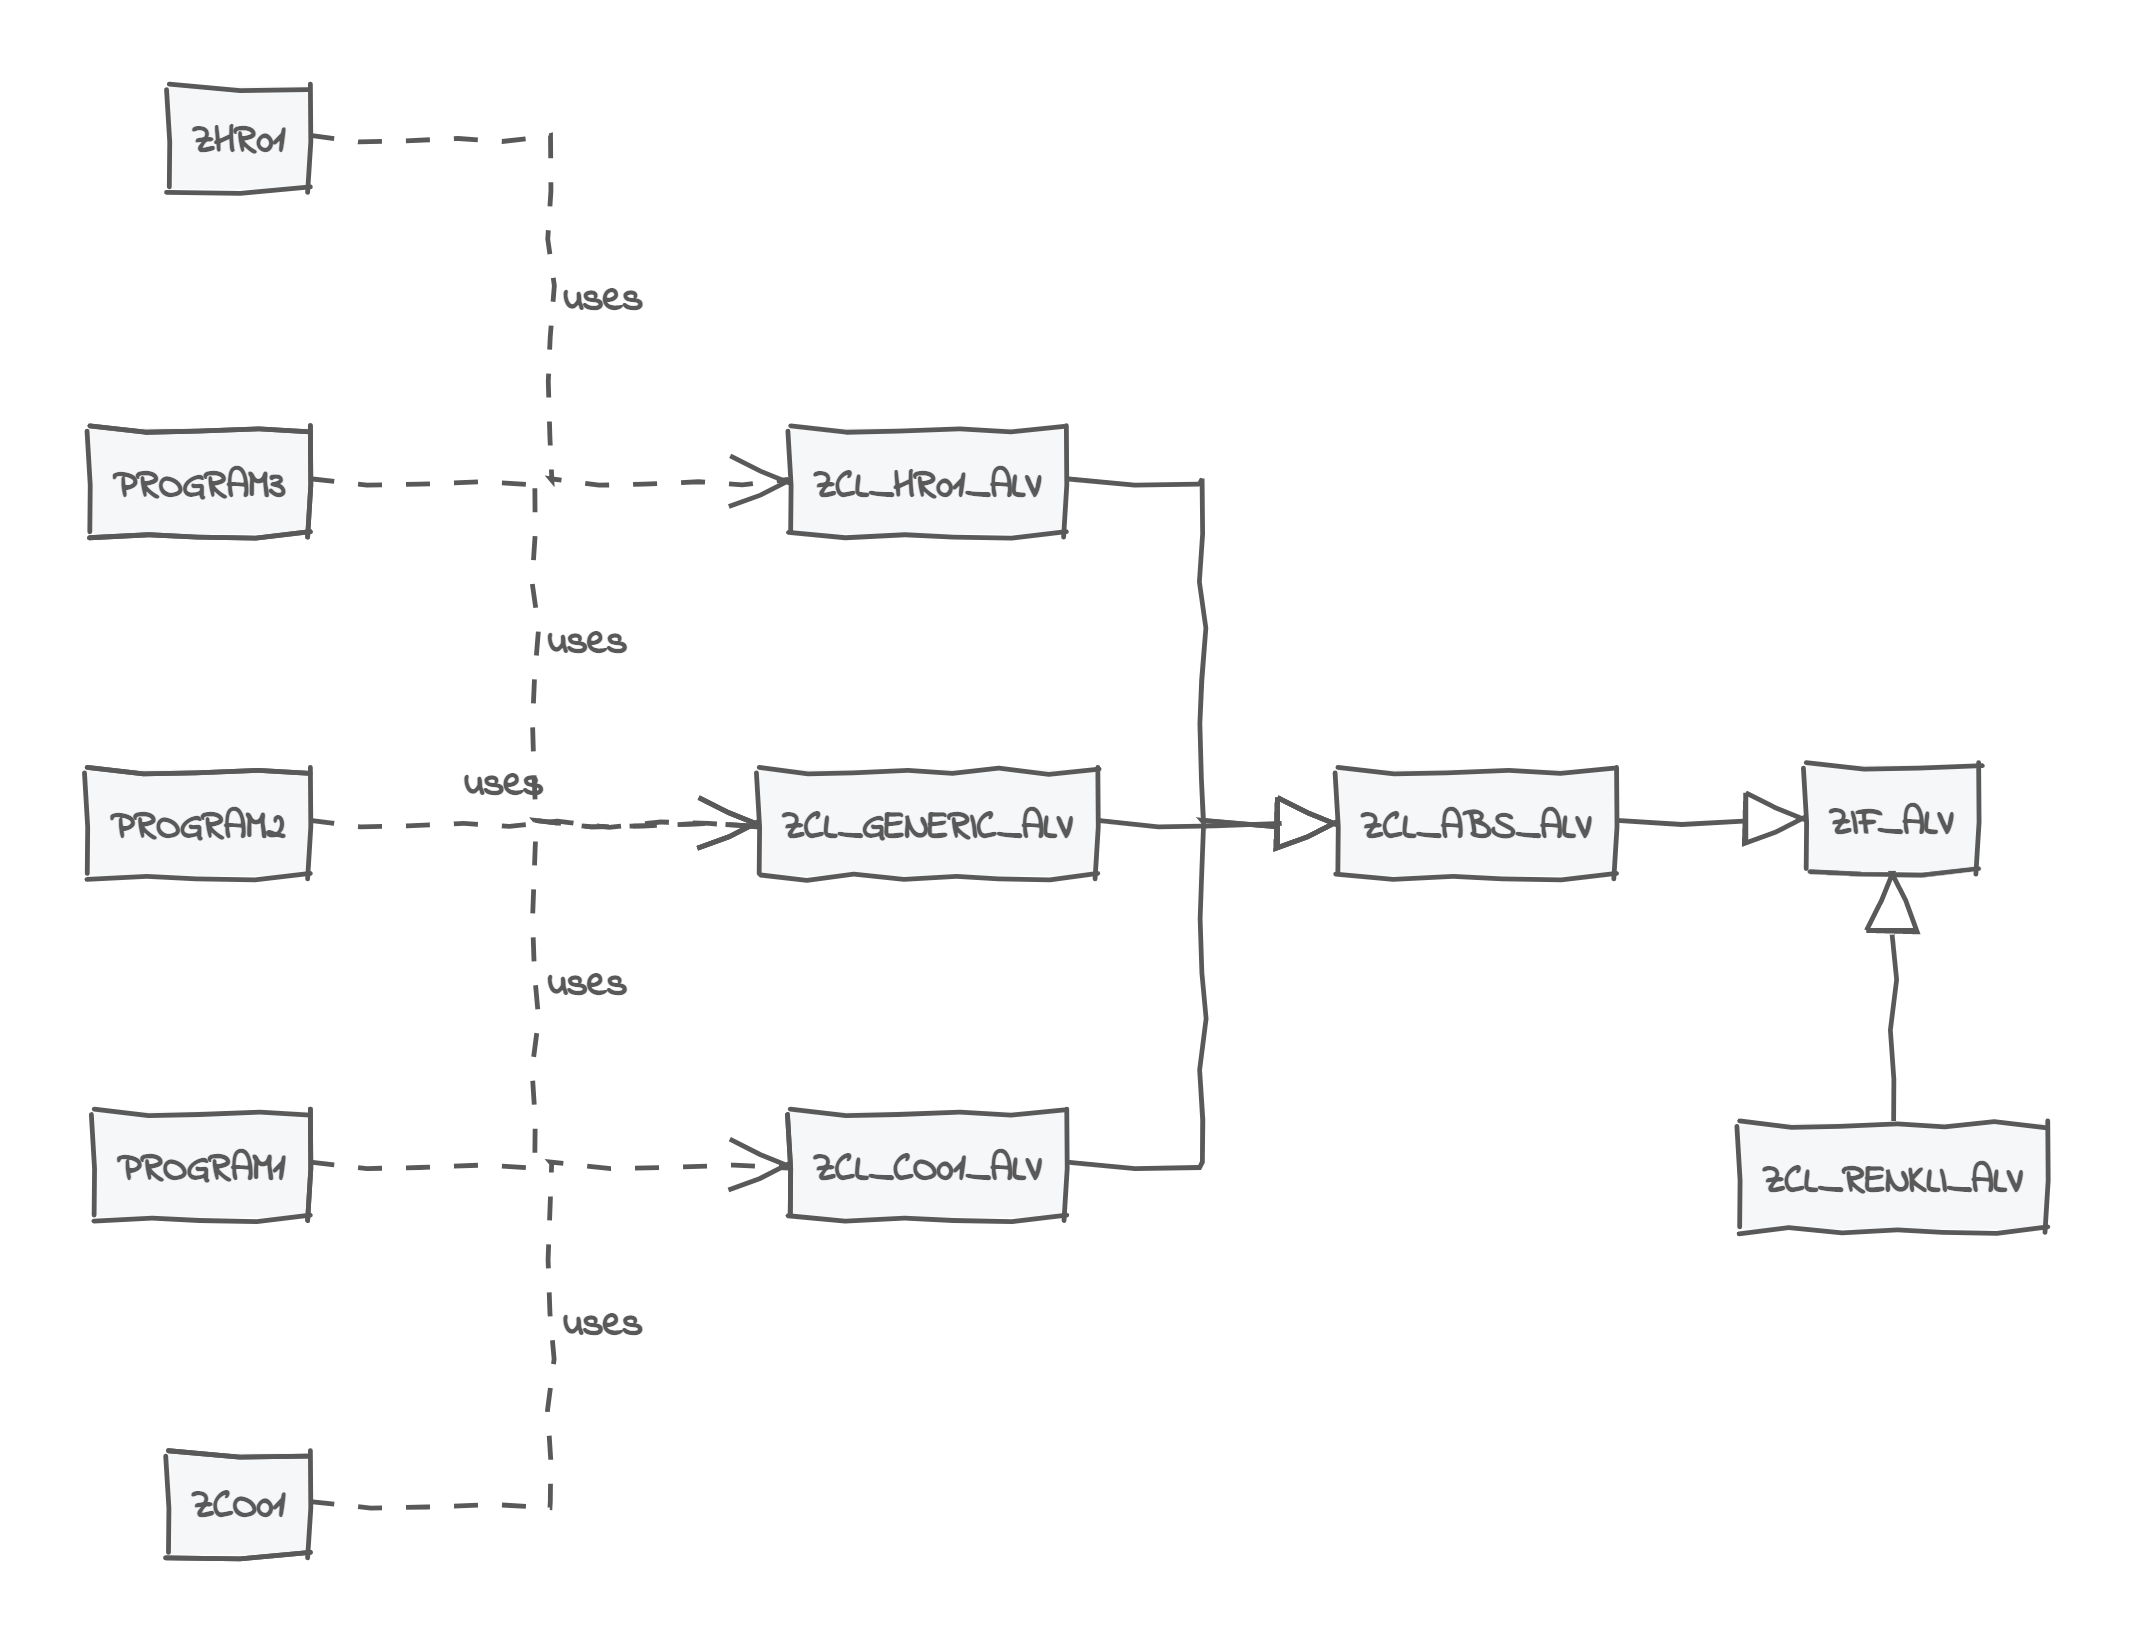 ZHR01
uses
PROGRAM3
ZCL_HR01_ALV
uses
uses
PROGRAM2
ZCL_GENERIC_ALV
ZCL_ABS_ALV
ZIF_ALV
uses
PROGRAM1
ZCL_CO01_ALV
ZCL_RENKLI_ALV
uses
ZCO01